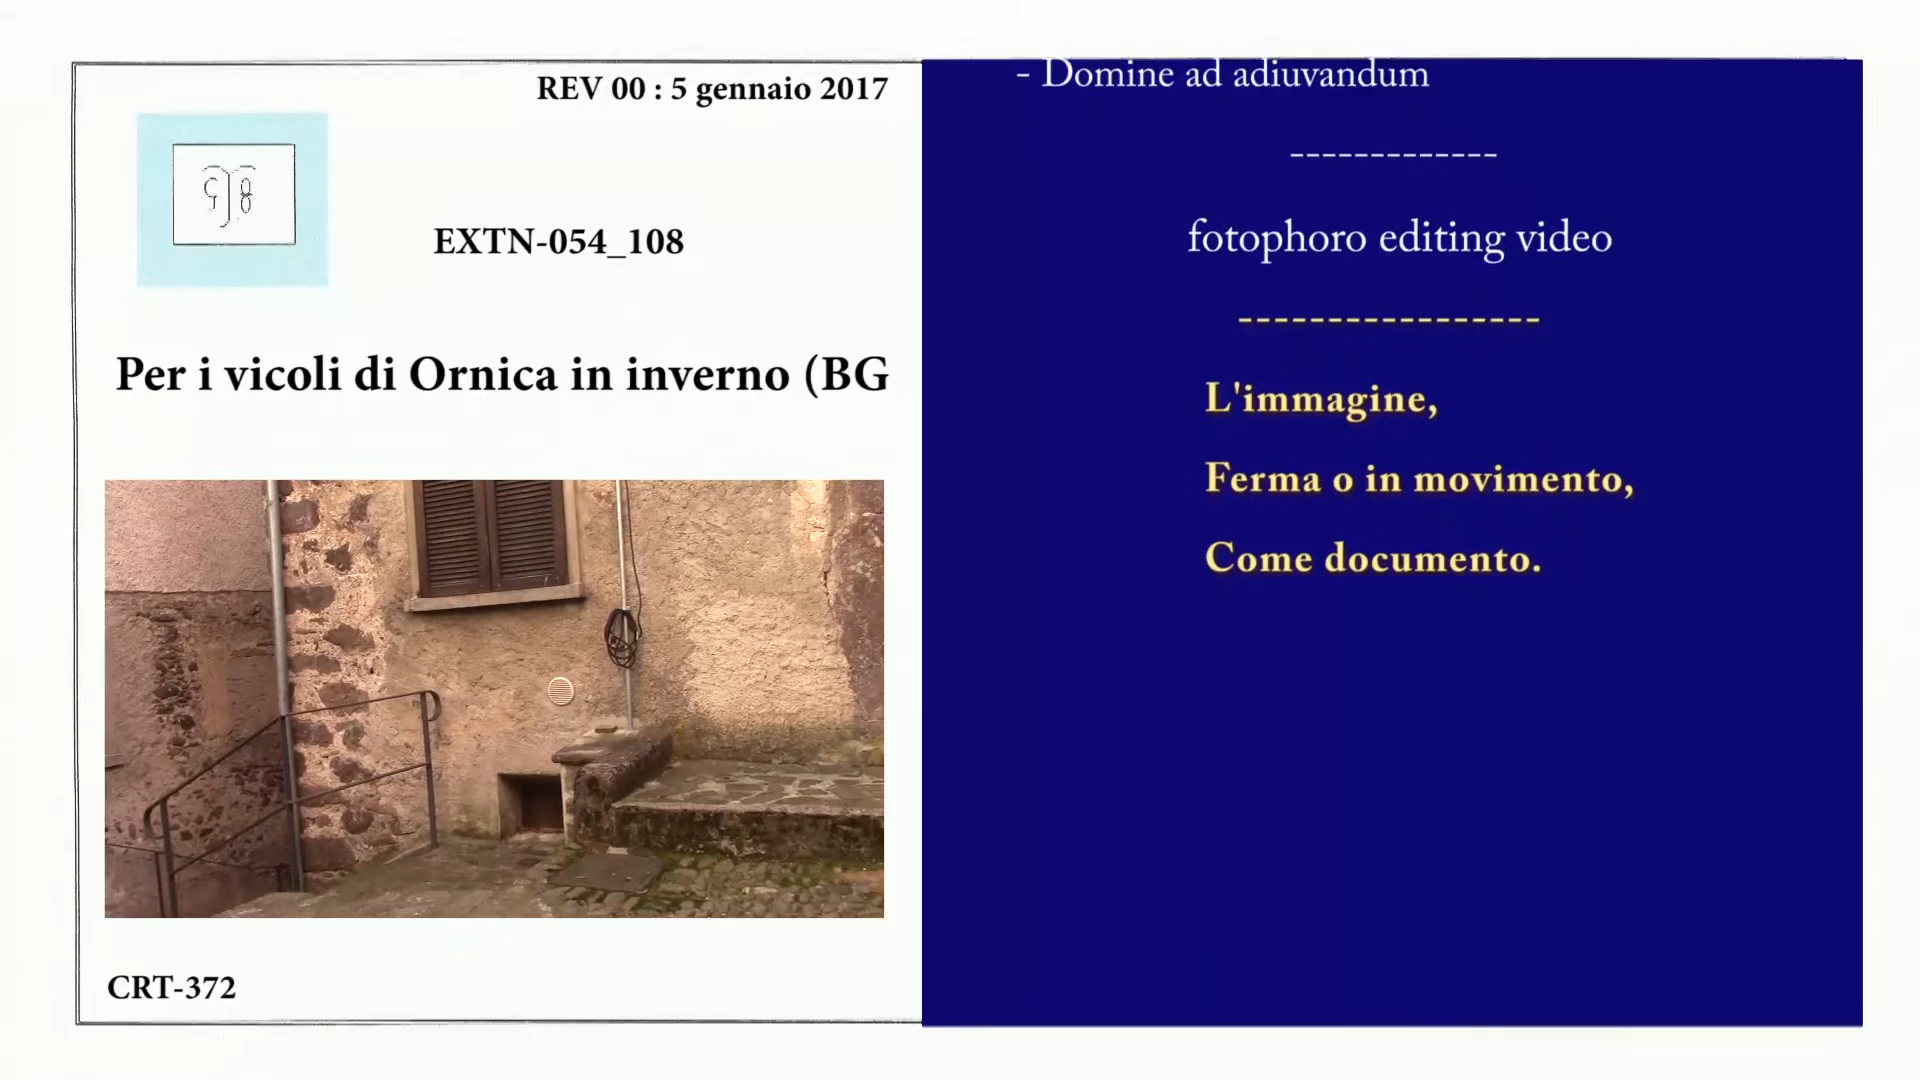 REV 00 : 5 gennaio 2017
EXTN-054_108
Per i vicoli di Ornica in inverno (BG
CRT-372
- Domine ad adiuvandum
-------------
fotophoro editing video
-----------------
L'immagine,
Ferma o in movimento,
Come documento.